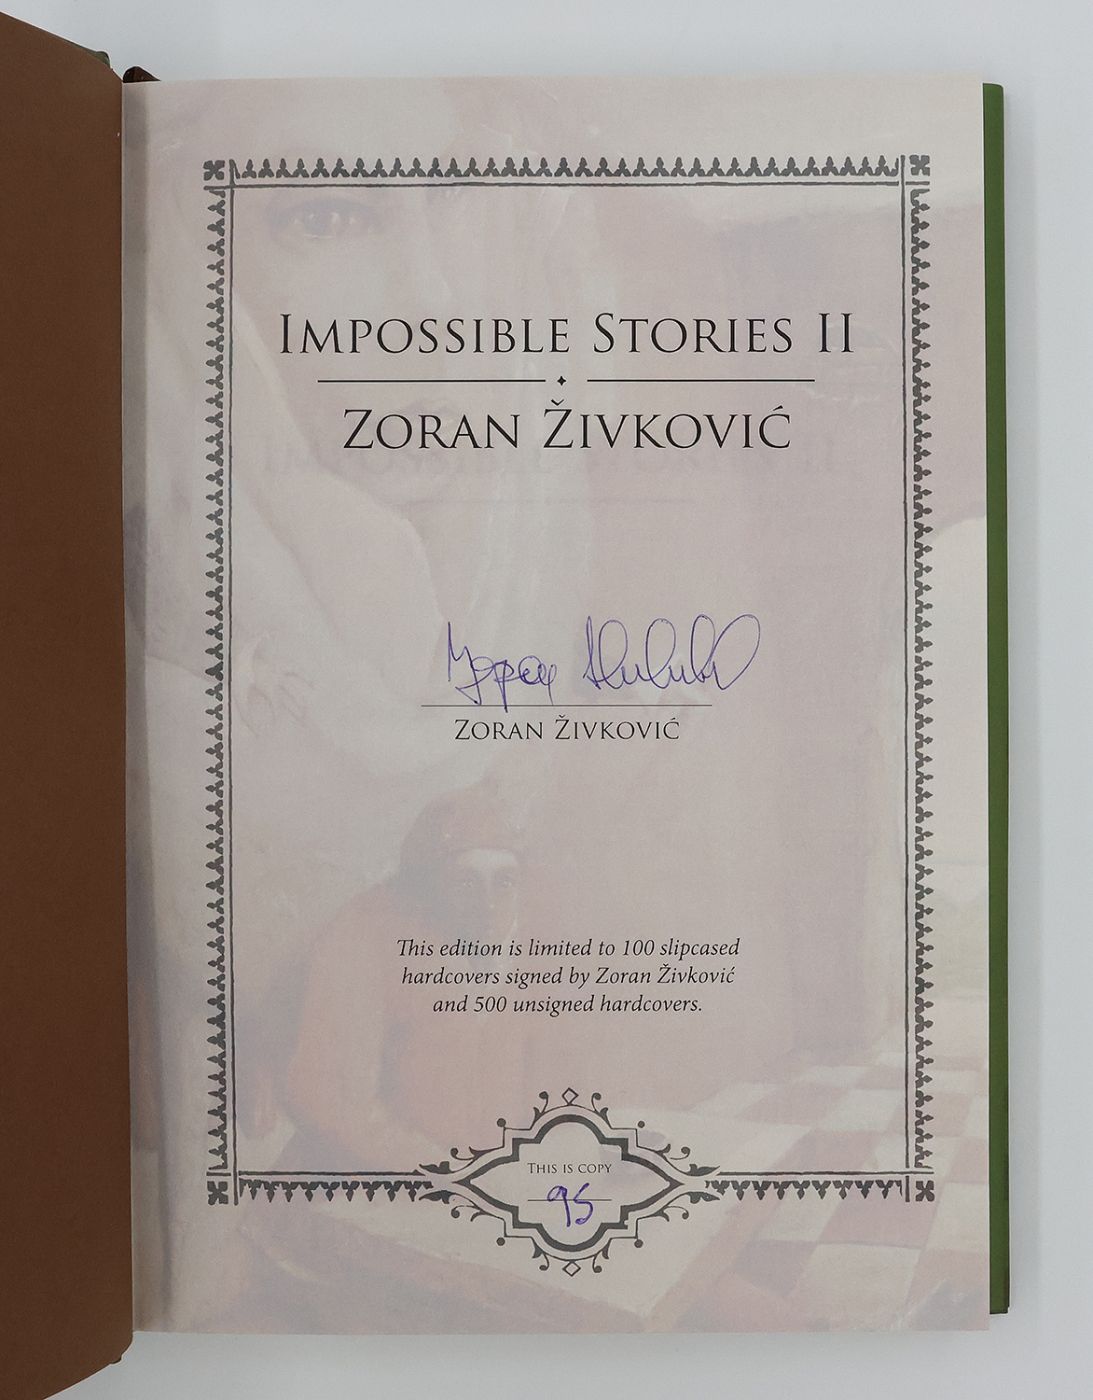 IMPOSSIBLE STORIES II
ZORAN ŽIVKOVIĆ
ZORAN ŽIVKOVIĆ
This edition is limited to 100 slipcased
hardcovers signed by Zoran Živković
and 500 unsigned hardcovers.
THIS IS COPY
95